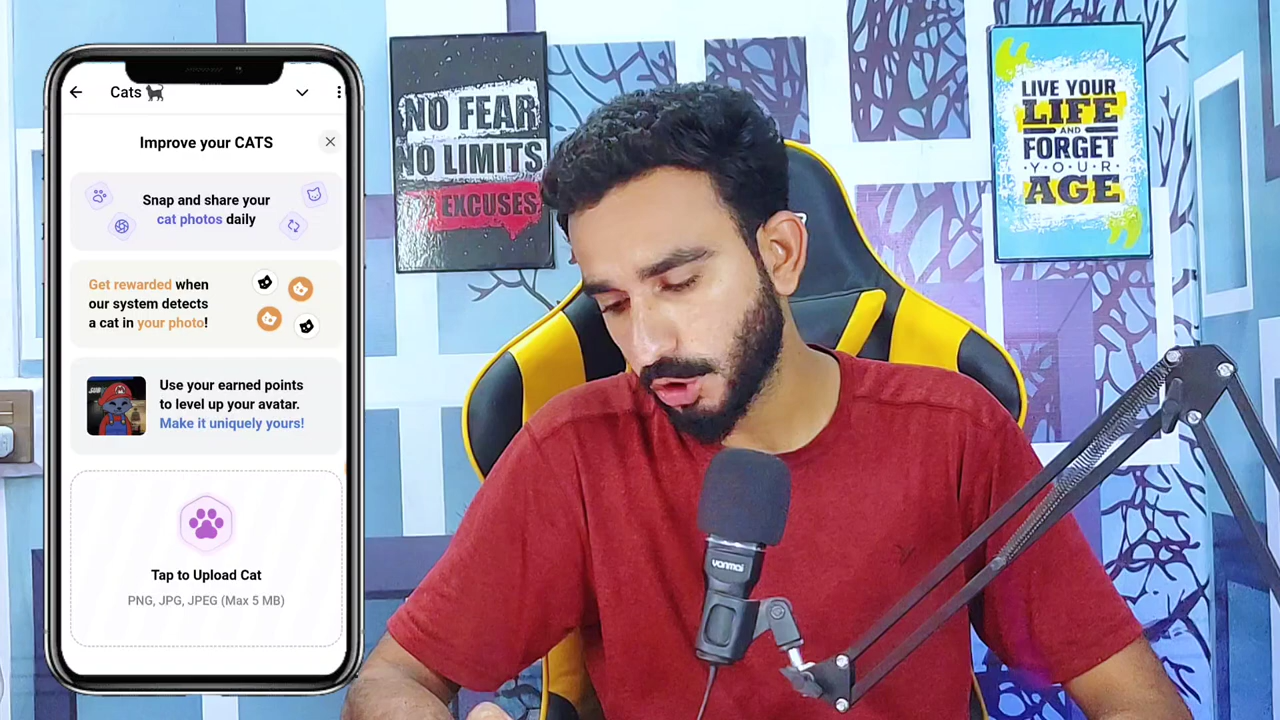 Cats
Improve your CATS
Snap and share your
cat photos daily
Get rewarded when
our system detects
a cat in your photo!
Use your earned points
to level up your avatar.
Make it uniquely yours!
Tap to Upload Cat
PNG, JPG, JPEG (Max 5 MB)
NO FEAR
NO LIMITS
EXCUSES
LIVE YOUR
LIFE
AND
FORGET
YOUR
AGE
vanmai